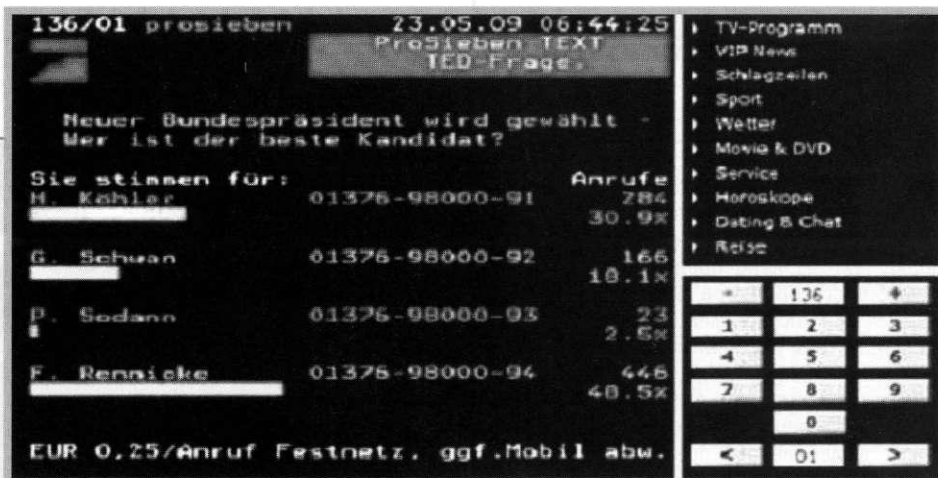 136/01 prosieben 23.05.09 06:44:25
ProSieben TEXT
TED-Frage.
Neuer Bundespräsident wird gewählt -
Wer ist der beste Kandidat?
Sie stimmen für: Anrufe
H. Köhler 01376-98000-91 284
30.9%
G. Schwan 01376-98000-92 166
18.1%
P. Sodann 01376-98000-93 23
2.5%
F. Rennicke 01376-98000-94 446
48.5%
EUR 0,25/Anruf Festnetz, ggf.Mobil abw.
TV-Programm
VIP News
Schlagzeilen
Sport
Wetter
Movie & DVD
Service
Horoskope
Dating & Chat
Reise
- 136 +
1 2 3
4 5 6
7 8 9
0
< 01 >